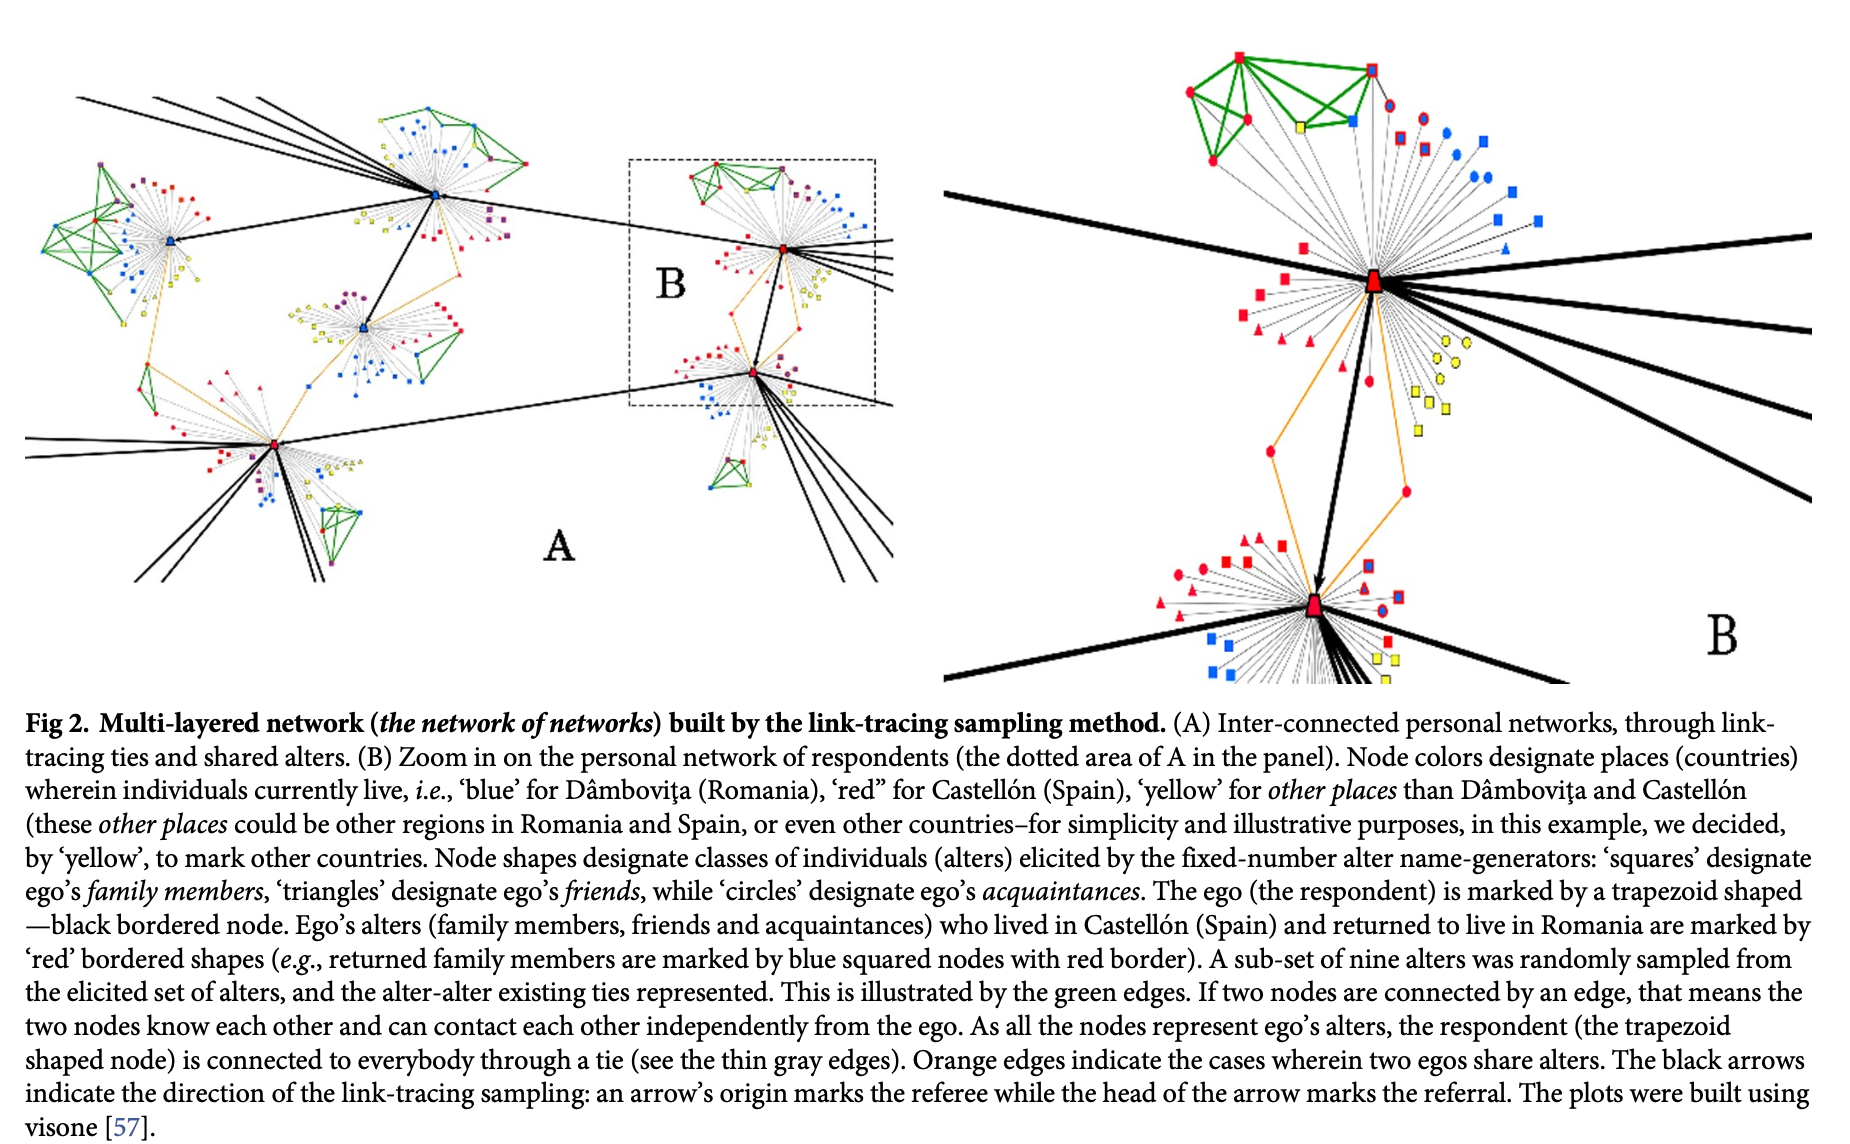 B
A
B
Fig 2. Multi-layered network (the network of networks) built by the link-tracing sampling method. (A) Inter-connected personal networks, through link-
tracing ties and shared alters. (B) Zoom in on the personal network of respondents (the dotted area of A in the panel). Node colors designate places (countries)
wherein individuals currently live, i.e., ‘blue’ for Dâmboviţa (Romania), ‘red” for Castellón (Spain), ‘yellow’ for other places than Dâmboviţa and Castellón
(these other places could be other regions in Romania and Spain, or even other countries–for simplicity and illustrative purposes, in this example, we decided,
by ‘yellow’, to mark other countries. Node shapes designate classes of individuals (alters) elicited by the fixed-number alter name-generators: ‘squares’ designate
ego’s family members, ‘triangles’ designate ego’s friends, while ‘circles’ designate ego’s acquaintances. The ego (the respondent) is marked by a trapezoid shaped
—black bordered node. Ego’s alters (family members, friends and acquaintances) who lived in Castellón (Spain) and returned to live in Romania are marked by
‘red’ bordered shapes (e.g., returned family members are marked by blue squared nodes with red border). A sub-set of nine alters was randomly sampled from
the elicited set of alters, and the alter-alter existing ties represented. This is illustrated by the green edges. If two nodes are connected by an edge, that means the
two nodes know each other and can contact each other independently from the ego. As all the nodes represent ego’s alters, the respondent (the trapezoid
shaped node) is connected to everybody through a tie (see the thin gray edges). Orange edges indicate the cases wherein two egos share alters. The black arrows
indicate the direction of the link-tracing sampling: an arrow’s origin marks the referee while the head of the arrow marks the referral. The plots were built using
visone [57].